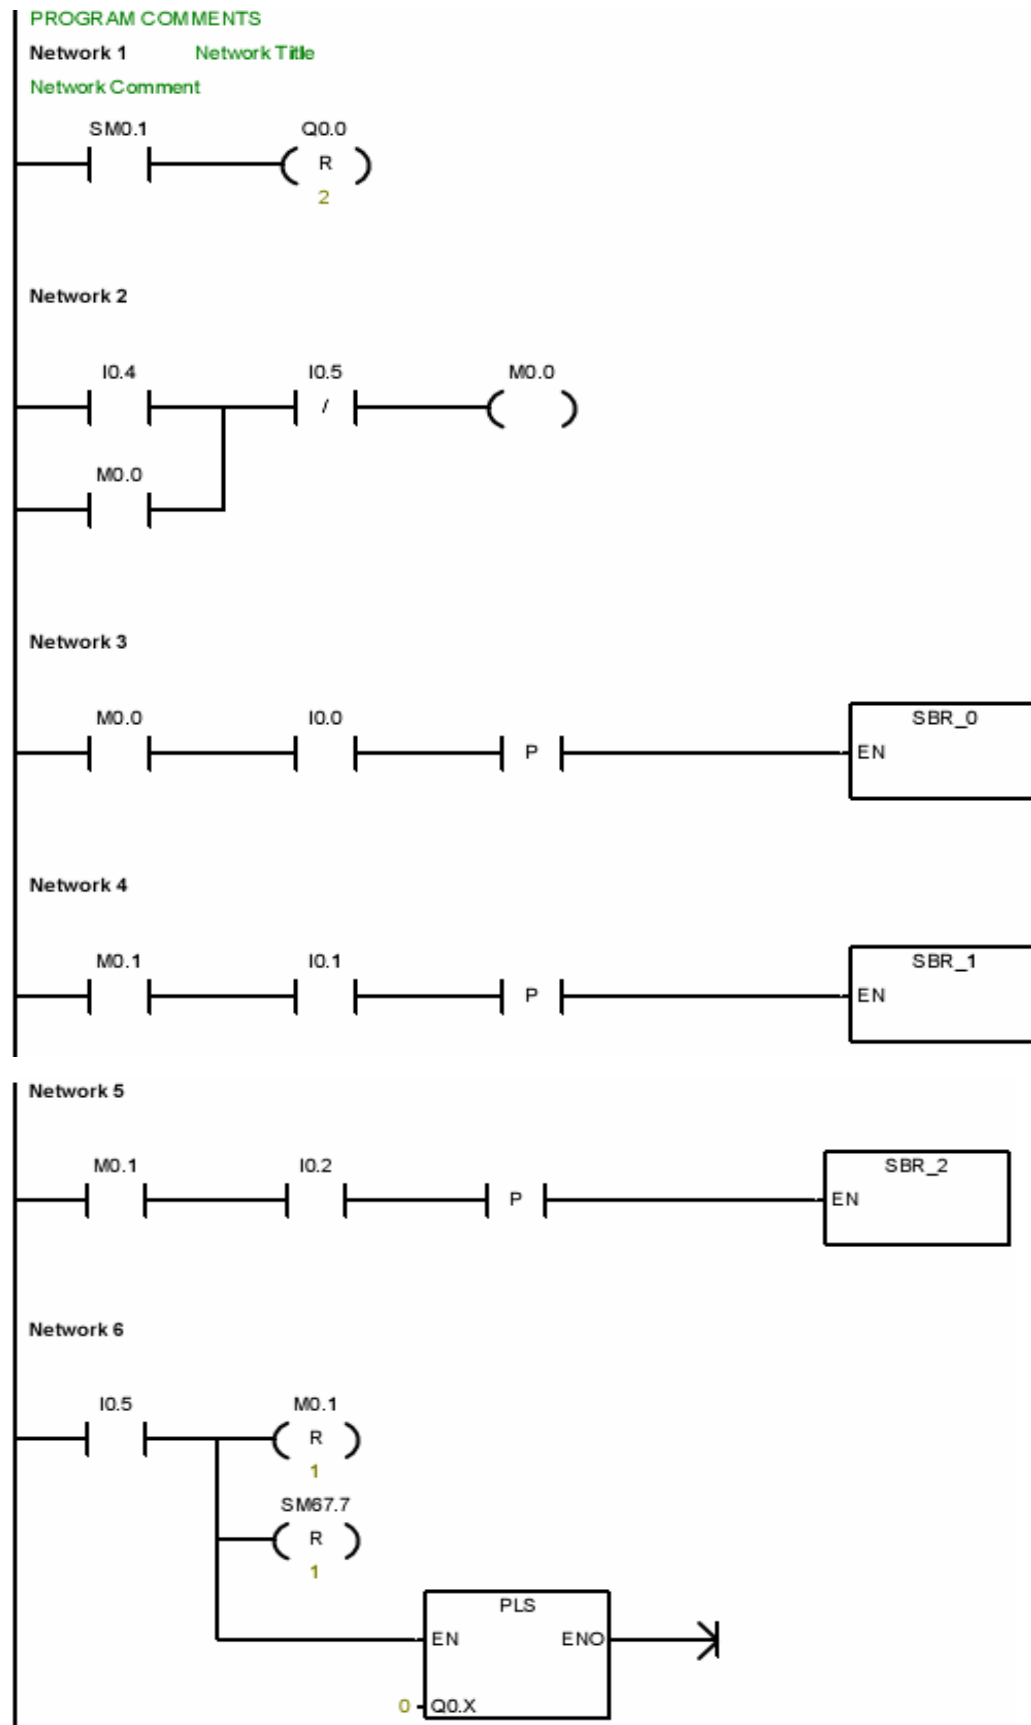 PROGRAM COMMENTS
Network 1 Network Title
Network Comment
SM0.1 Q0.0
R
2
Network 2
I0.4 I0.5 M0.0
/
M0.0
Network 3
M0.0 I0.0 SBR_0
P EN
Network 4
M0.1 I0.1 SBR_1
P EN
Network 5
M0.1 I0.2 SBR_2
P EN
Network 6
I0.5 M0.1
R
1
SM67.7
R
1
PLS
EN ENO
0 Q0.X